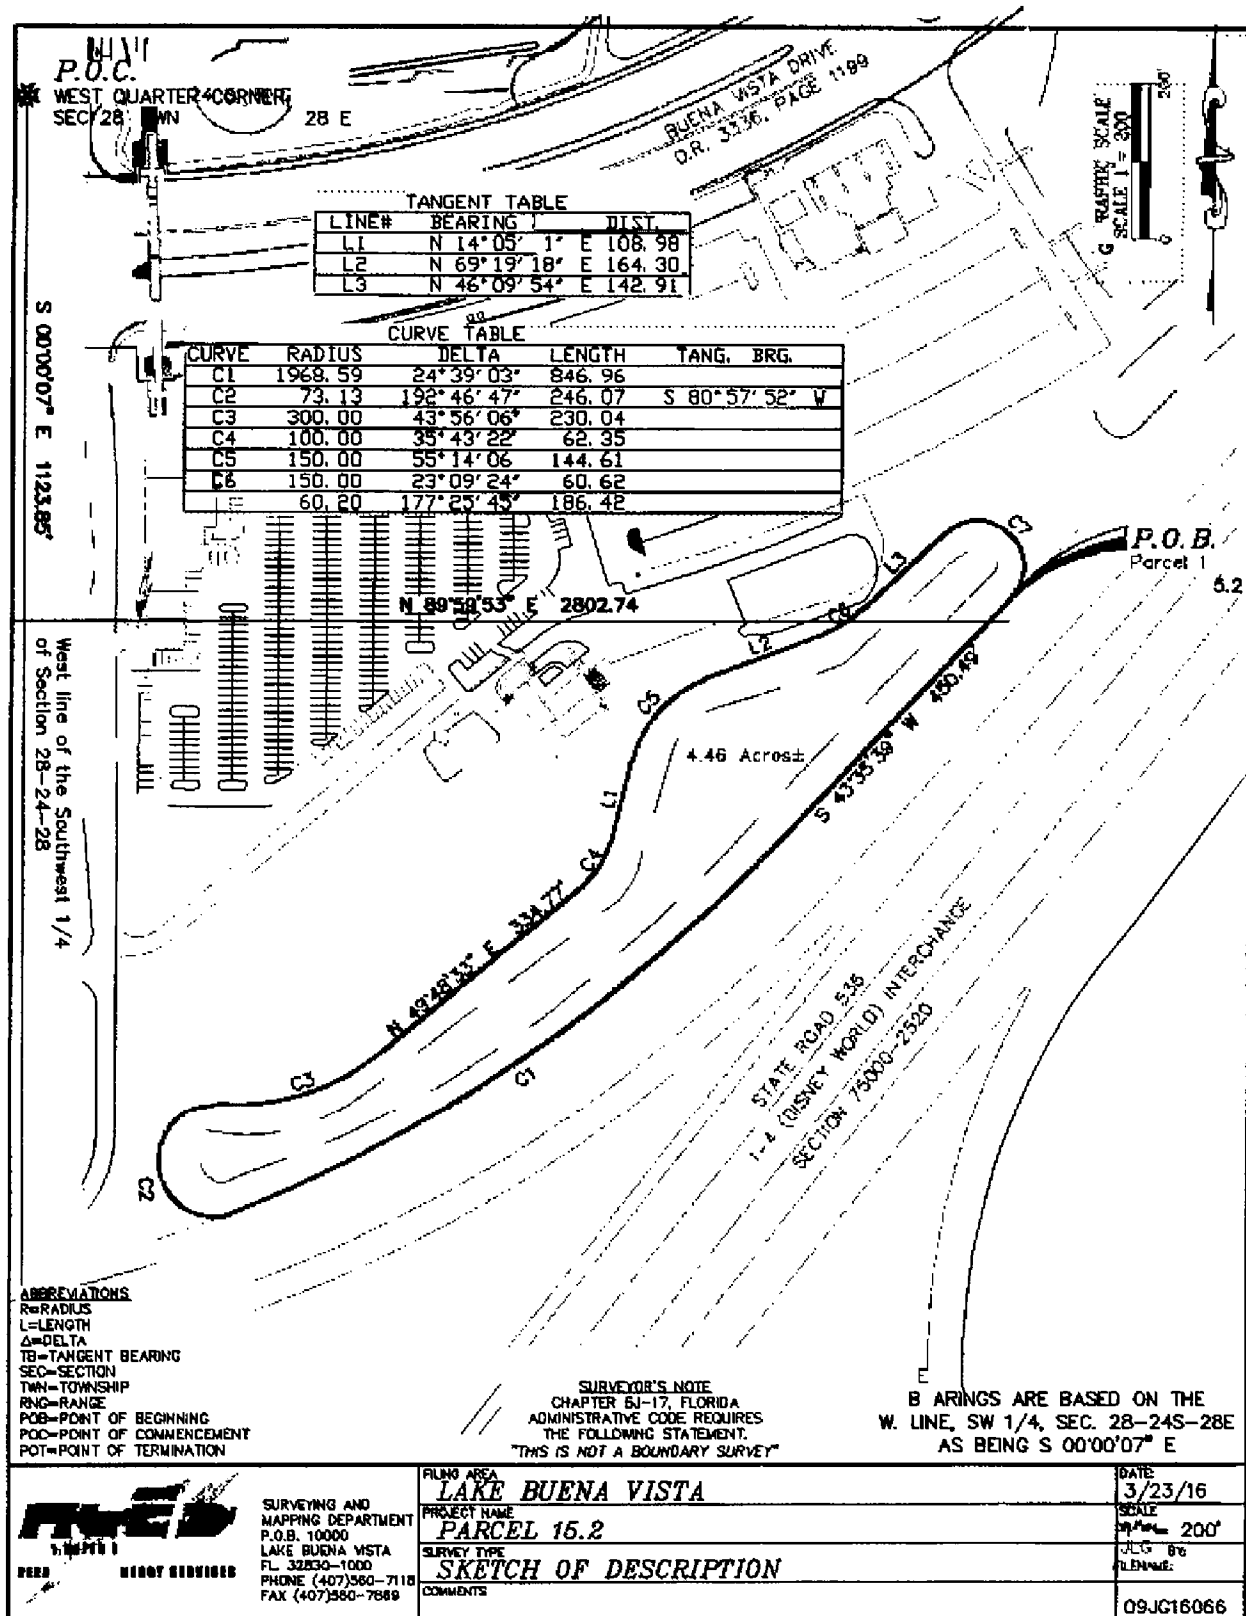 P.O.C.
WEST QUARTER CORNER
SEC 28
28 E
BUENA VISTA DRIVE
O.R. 3336, PAGE 1199
SCALE 1 = 200
200'
0
G
TANGENT TABLE
LINE# BEARING DIST.
L1 N 14°05' 1" E 108.98
L2 N 69°19'18" E 164.30
L3 N 46°09'54" E 142.91
CURVE TABLE
CURVE RADIUS DELTA LENGTH TANG. BRG.
C1 1968.59 24°39'03" 846.96
C2 73.13 192°46'47" 246.07 S 80°57'52" W
C3 300.00 43°56'06" 230.04
C4 100.00 35°43'22" 62.35
C5 150.00 55°14'06 144.61
C6 150.00 23°09'24" 60.62
60.20 177°25'45" 186.42
S 00°00'07" E 1123.85'
N 89°59'53" E 2802.74
West line of the Southwest 1/4
of Section 28-24-28
C7
P.O.B.
Parcel 1
5.2
L3
C6
L2
C5
S 43°35'39" W 450.49'
4.46 Acres±
L1
C4
N 49°48'33" E 334.77'
C3
C1
C2
STATE ROAD 536
I-4 (DISNEY WORLD) INTERCHANGE
SECTION 75000-2520
E
ABBREVIATIONS
R=RADIUS
L=LENGTH
Δ=DELTA
TB=TANGENT BEARING
SEC=SECTION
TWN=TOWNSHIP
RNG=RANGE
POB=POINT OF BEGINNING
POC=POINT OF COMMENCEMENT
POT=POINT OF TERMINATION
SURVEYOR'S NOTE
CHAPTER 5J-17, FLORIDA
ADMINISTRATIVE CODE REQUIRES
THE FOLLOWING STATEMENT.
"THIS IS NOT A BOUNDARY SURVEY"
B ARINGS ARE BASED ON THE
W. LINE, SW 1/4, SEC. 28-24S-28E
AS BEING S 00°00'07" E
SURVEYING AND
MAPPING DEPARTMENT
P.O.B. 10000
LAKE BUENA VISTA
FL 32830-1000
PHONE (407)560-7118
FAX (407)560-7669
FILING AREA
LAKE BUENA VISTA
PROJECT NAME
PARCEL 15.2
SURVEY TYPE
SKETCH OF DESCRIPTION
COMMENTS
DATE:
3/23/16
SCALE
200'
JLG
09JG16066